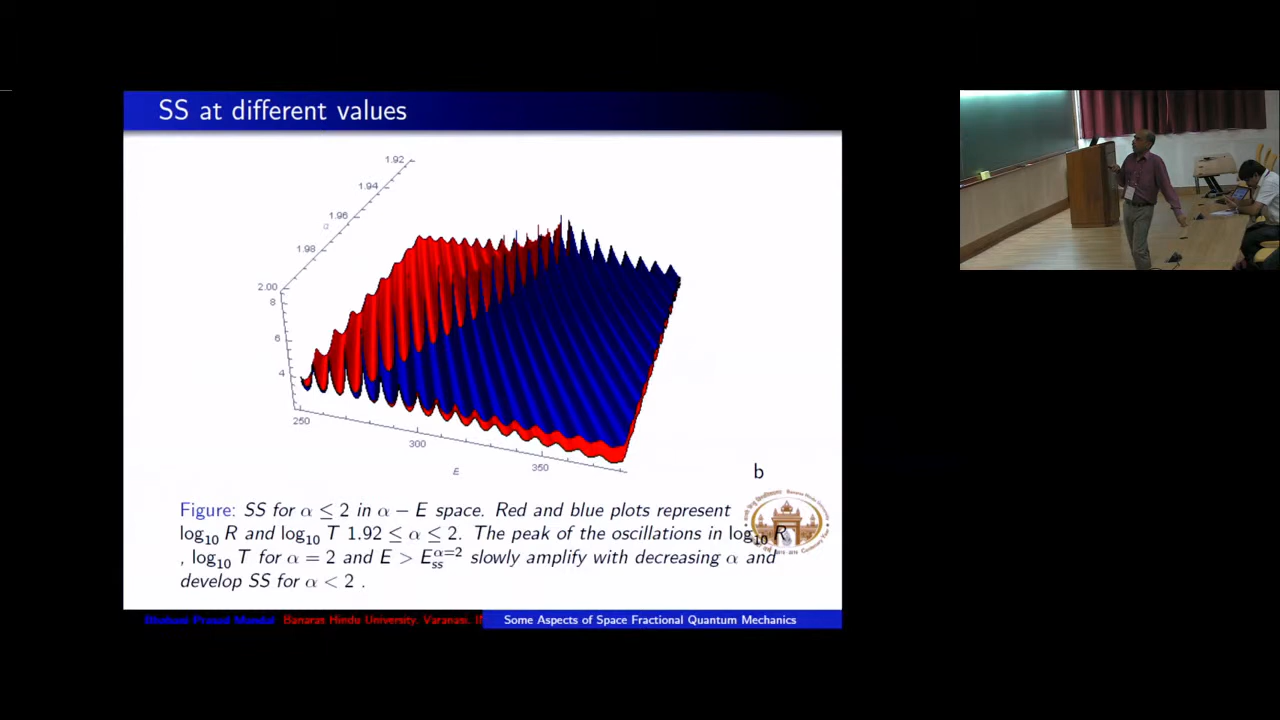 SS at different values
1.92
1.94
1.96
α
1.98
2.00
8
6
4
250
300
350
E
b
Figure: SS for α ≤ 2 in α − E space. Red and blue plots represent
log₁₀ R and log₁₀ T 1.92 ≤ α ≤ 2. The peak of the oscillations in log₁₀ R
, log₁₀ T for α = 2 and E > E_ss^{α=2} slowly amplify with decreasing α and
develop SS for α < 2 .
Bhabani Prasad Mandal Banaras Hindu University, Varanasi, IN
Some Aspects of Space Fractional Quantum Mechanics